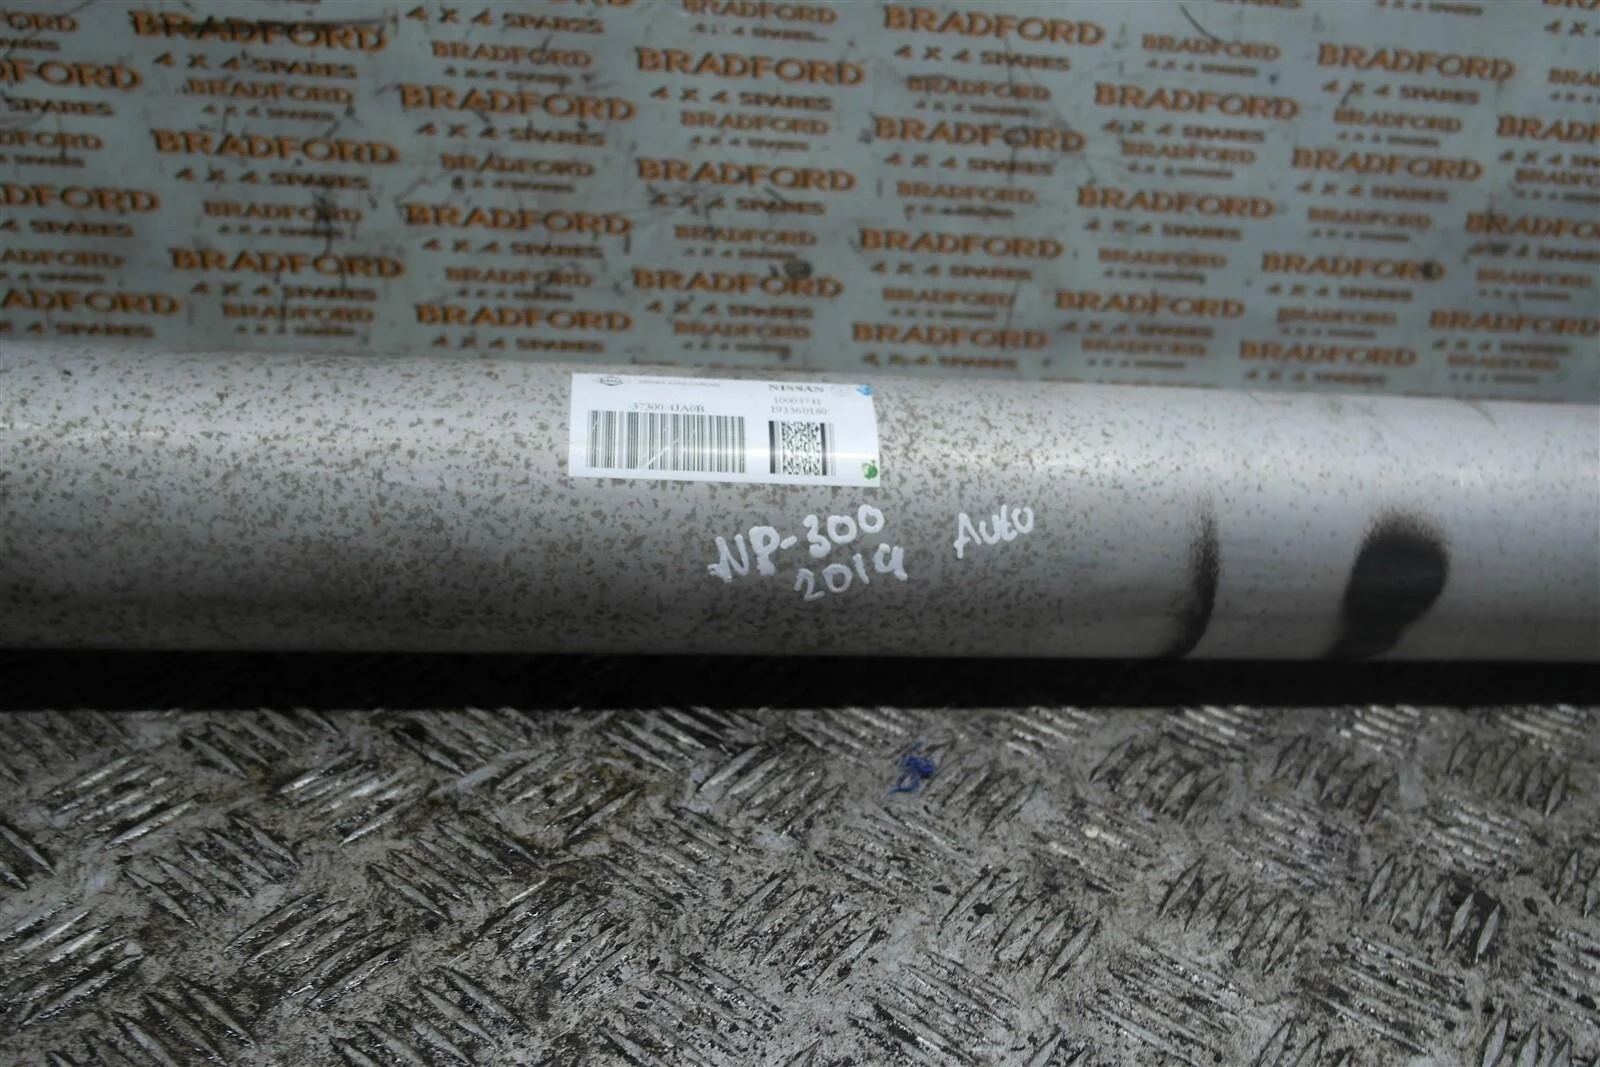 BRADFORD
4 X 4 SPARES
NISSAN
10003741
37300-4JA0B
191360180
NP-300 Auto
2019